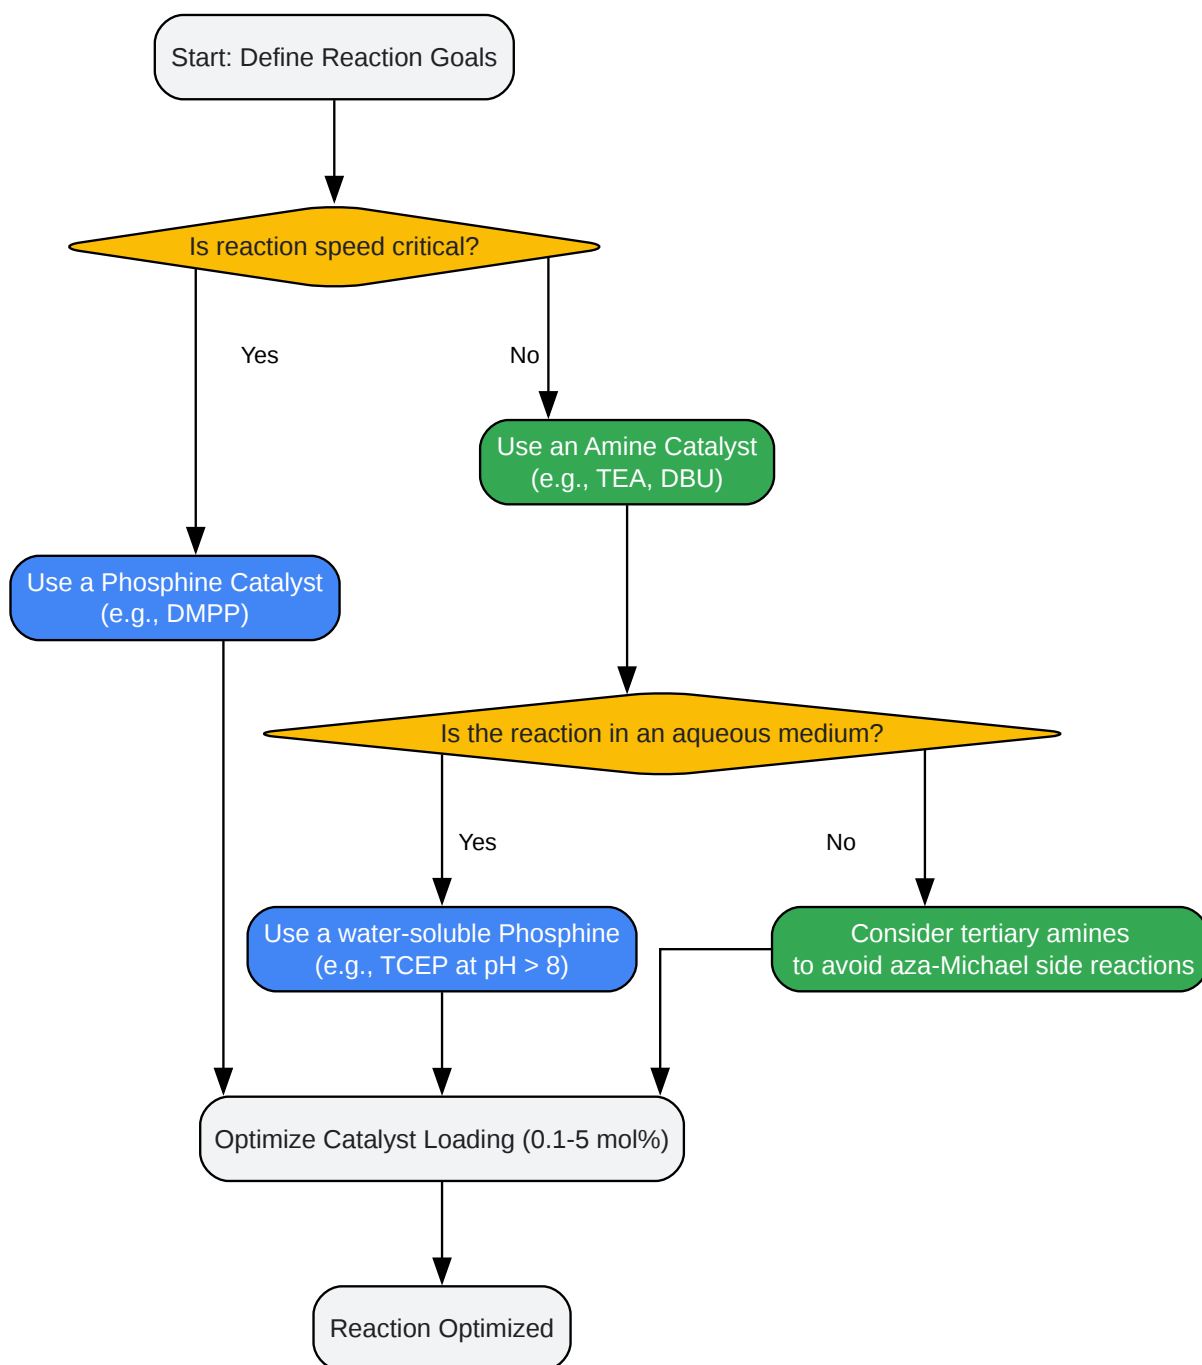 Start: Define Reaction Goals
Is reaction speed critical?
Yes
No
Use an Amine Catalyst
(e.g., TEA, DBU)
Use a Phosphine Catalyst
(e.g., DMPP)
Is the reaction in an aqueous medium?
Yes
No
Use a water-soluble Phosphine
(e.g., TCEP at pH > 8)
Consider tertiary amines
to avoid aza-Michael side reactions
Optimize Catalyst Loading (0.1-5 mol%)
Reaction Optimized